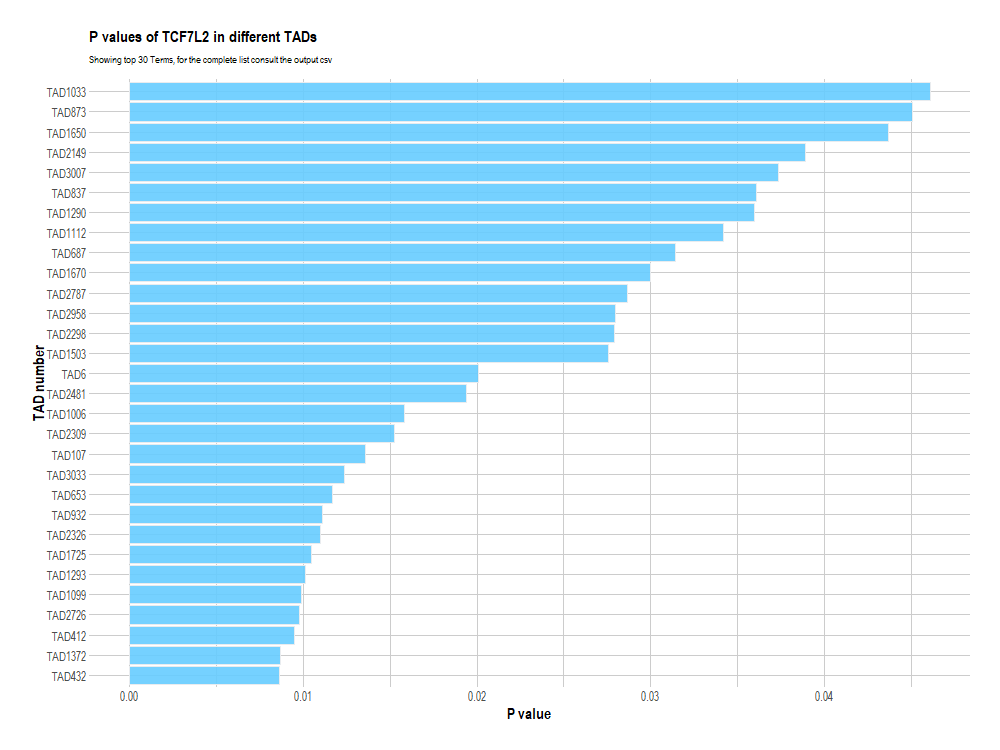 P values of TCF7L2 in different TADs
Showing top 30 Terms, for the complete list consult the output csv
TAD number
TAD1033
TAD873
TAD1650
TAD2149
TAD3007
TAD837
TAD1290
TAD1112
TAD687
TAD1670
TAD2787
TAD2958
TAD2298
TAD1503
TAD6
TAD2481
TAD1006
TAD2309
TAD107
TAD3033
TAD653
TAD932
TAD2326
TAD1725
TAD1293
TAD1099
TAD2726
TAD412
TAD1372
TAD432
0.00 0.01 0.02 0.03 0.04
P value